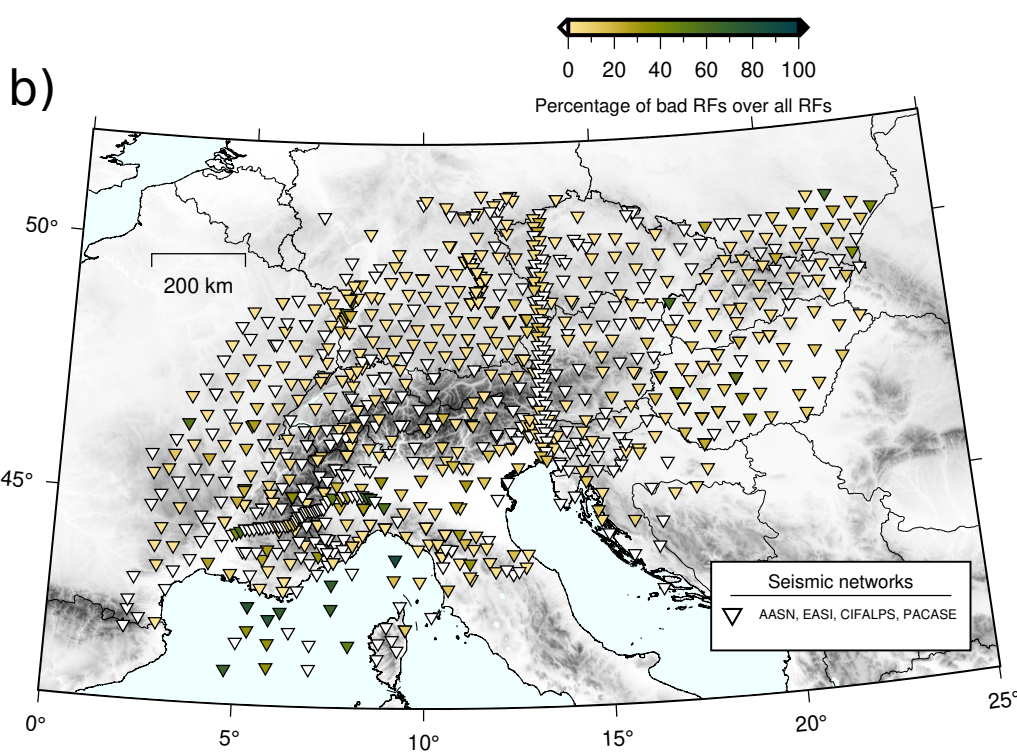 0 20 40 60 80 100
Percentage of bad RFs over all RFs
b)
50°
200 km
45°
Seismic networks
AASN, EASI, CIFALPS, PACASE
0° 5° 10° 15° 20° 25°